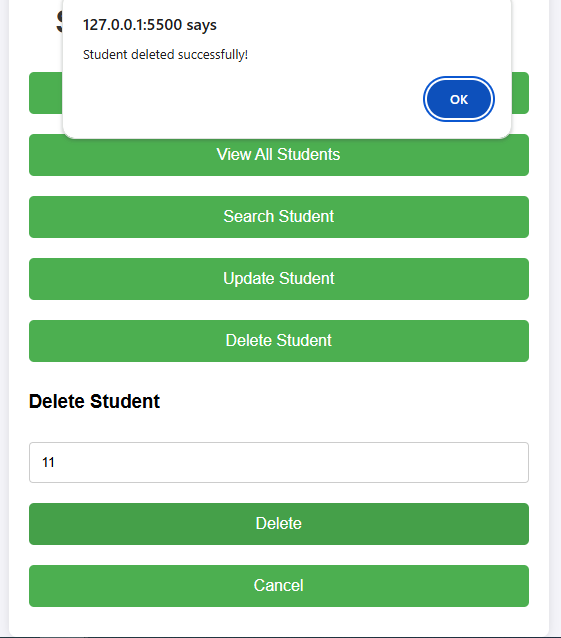 127.0.0.1:5500 says
Student deleted successfully!
OK
View All Students
Search Student
Update Student
Delete Student
Delete Student
11
Delete
Cancel